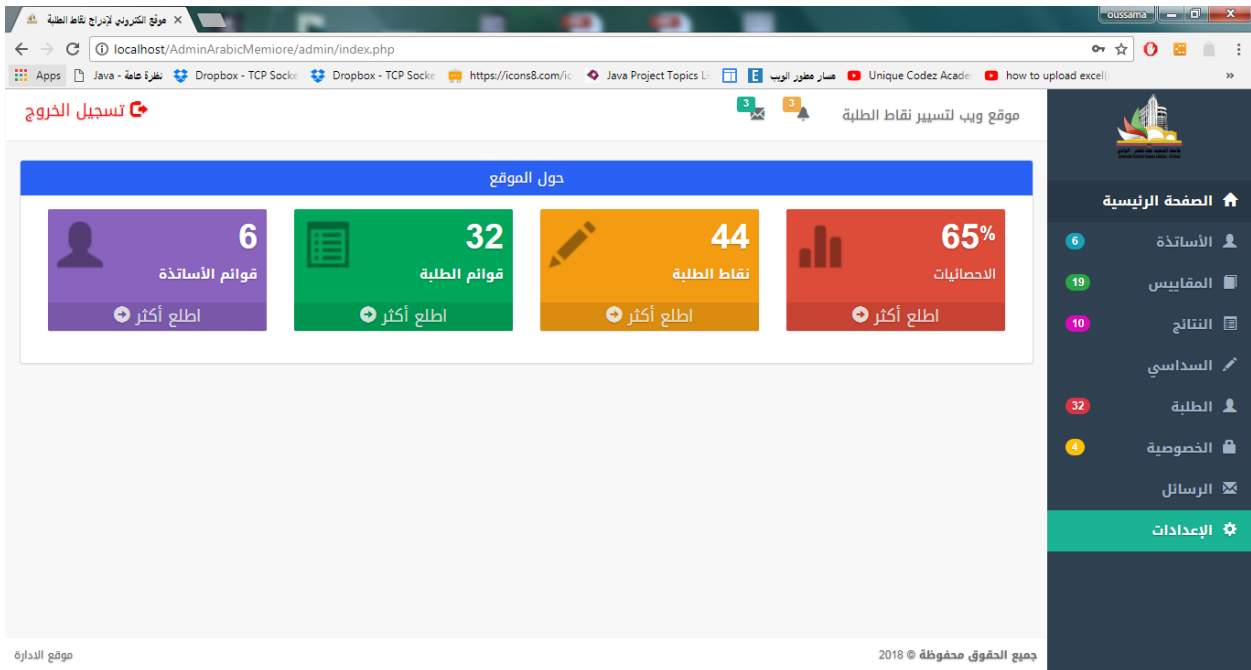 موقع الكتروني لإدراج نقاط الطلبة
oussama
localhost/AdminArabicMemiore/admin/index.php
Apps
Java - نظرة عامة
Dropbox - TCP Socke
Dropbox - TCP Socke
https://icons8.com/ic
Java Project Topics Li
مسار مطور الويب
Unique Codez Acade
how to upload excel(
»
موقع ويب لتسيير نقاط الطلبة
3
3
تسجيل الخروج
الصفحة الرئيسية
الأساتذة 6
المقاييس 19
النتائج 10
السداسي
الطلبة 32
الخصوصية 4
الرسائل
الإعدادات
حول الموقع
65%
الاحصائيات
اطلع أكثر
44
نقاط الطلبة
اطلع أكثر
32
قوائم الطلبة
اطلع أكثر
6
قوائم الأساتذة
اطلع أكثر
جميع الحقوق محفوظة © 2018
موقع الادارة